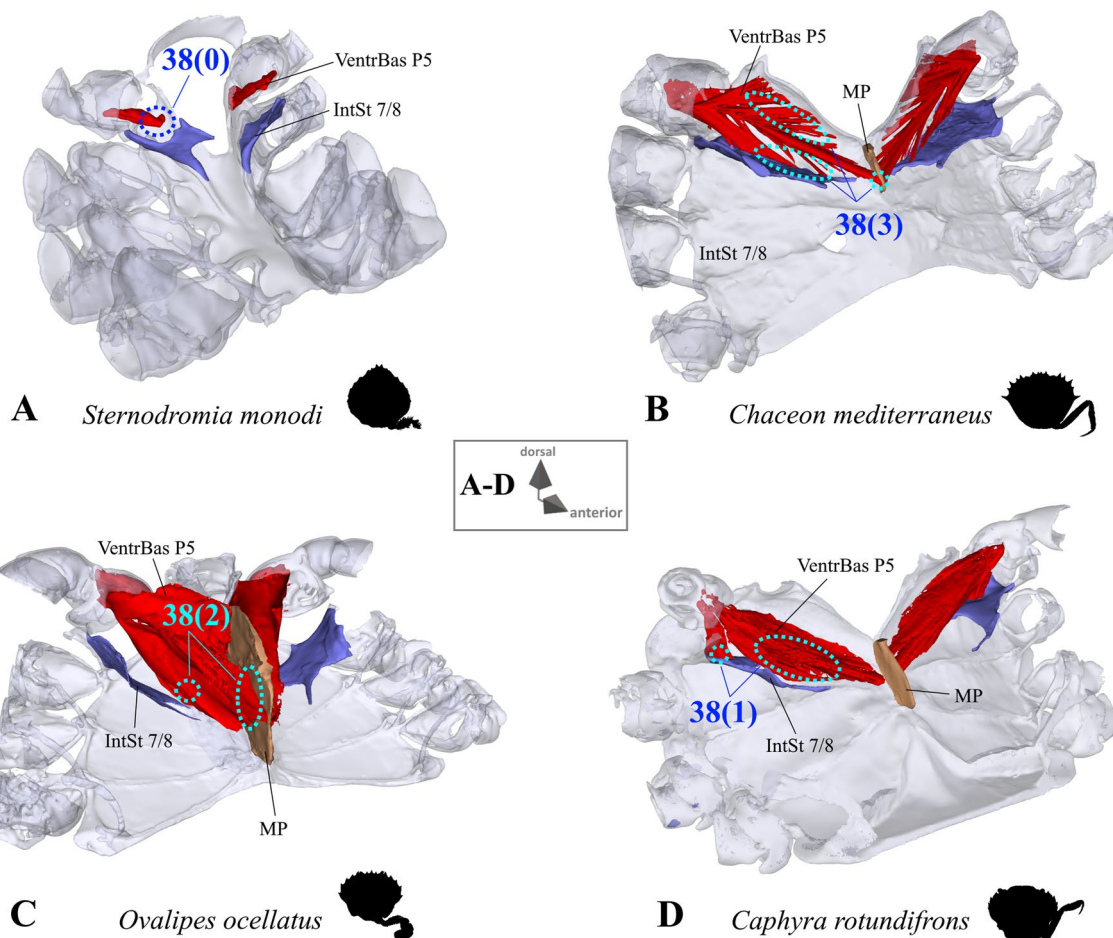 38(0)
VentrBas P5
IntSt 7/8
A
Sternodromia monodi
VentrBas P5
MP
38(3)
IntSt 7/8
B
Chaceon mediterraneus
A-D
dorsal
anterior
VentrBas P5
38(2)
IntSt 7/8
MP
C
Ovalipes ocellatus
VentrBas P5
MP
38(1)
IntSt 7/8
D
Caphyra rotundifrons